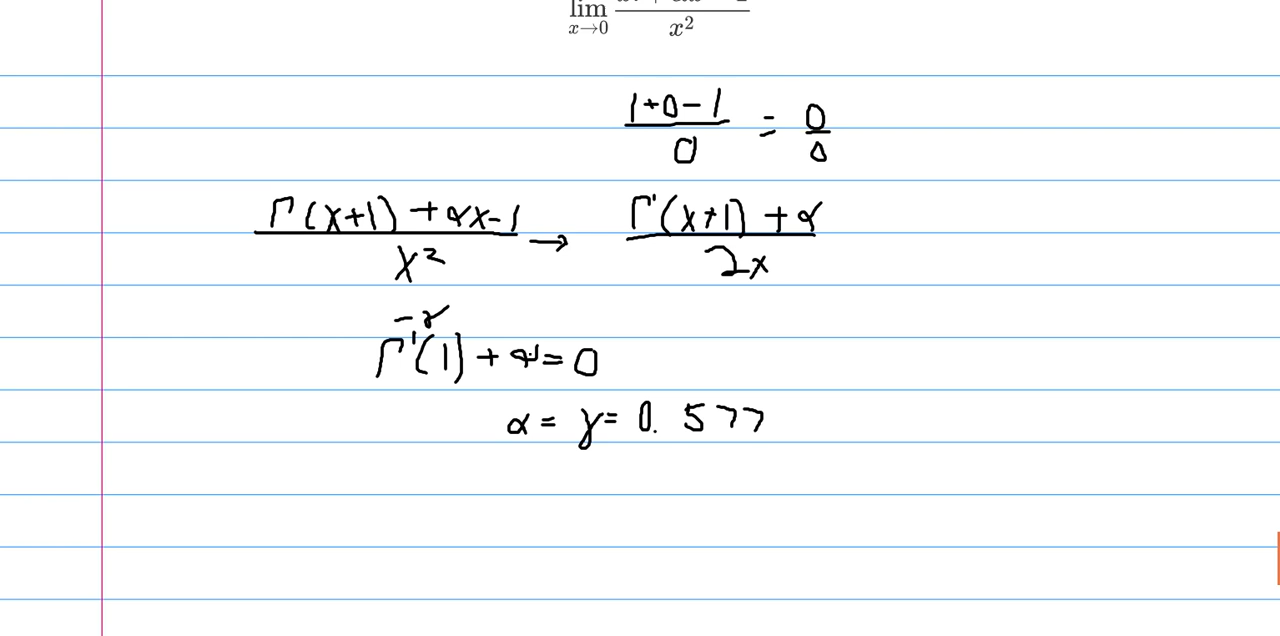 lim x→0 x²
1+0-1 / 0 = 0/0
Γ(x+1) + αx-1 / x² → Γ'(x+1) + α / 2x
-γ
Γ'(1) + α = 0
α = γ = 0.577